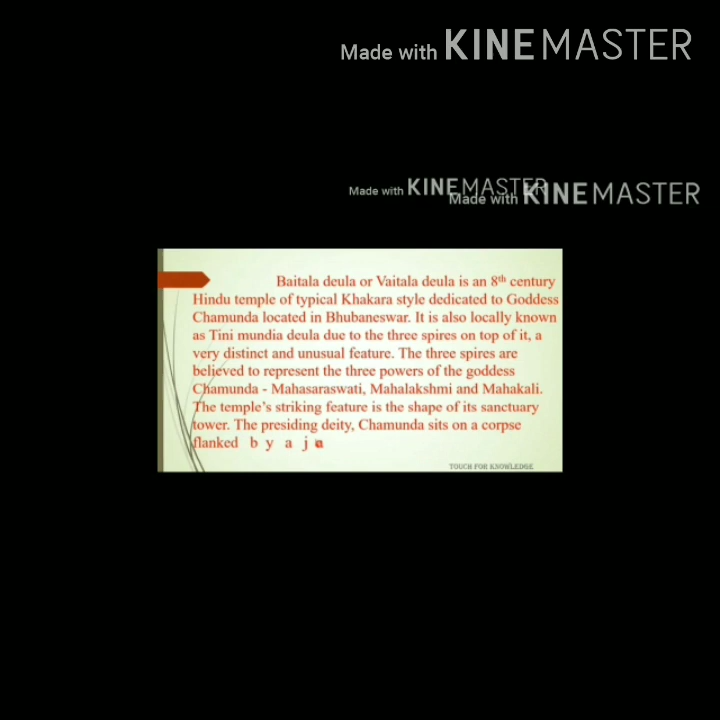 Made with KINEMASTER
Made with KINEMASTER
Made with KINEMASTER
Baitala deula or Vaitala deula is an 8th century
Hindu temple of typical Khakara style dedicated to Goddess
Chamunda located in Bhubaneswar. It is also locally known
as Tini mundia deula due to the three spires on top of it, a
very distinct and unusual feature. The three spires are
believed to represent the three powers of the goddess
Chamunda - Mahasaraswati, Mahalakshmi and Mahakali.
The temple's striking feature is the shape of its sanctuary
tower. The presiding deity, Chamunda sits on a corpse
flanked b y a j
TOUCH FOR KNOWLEDGE